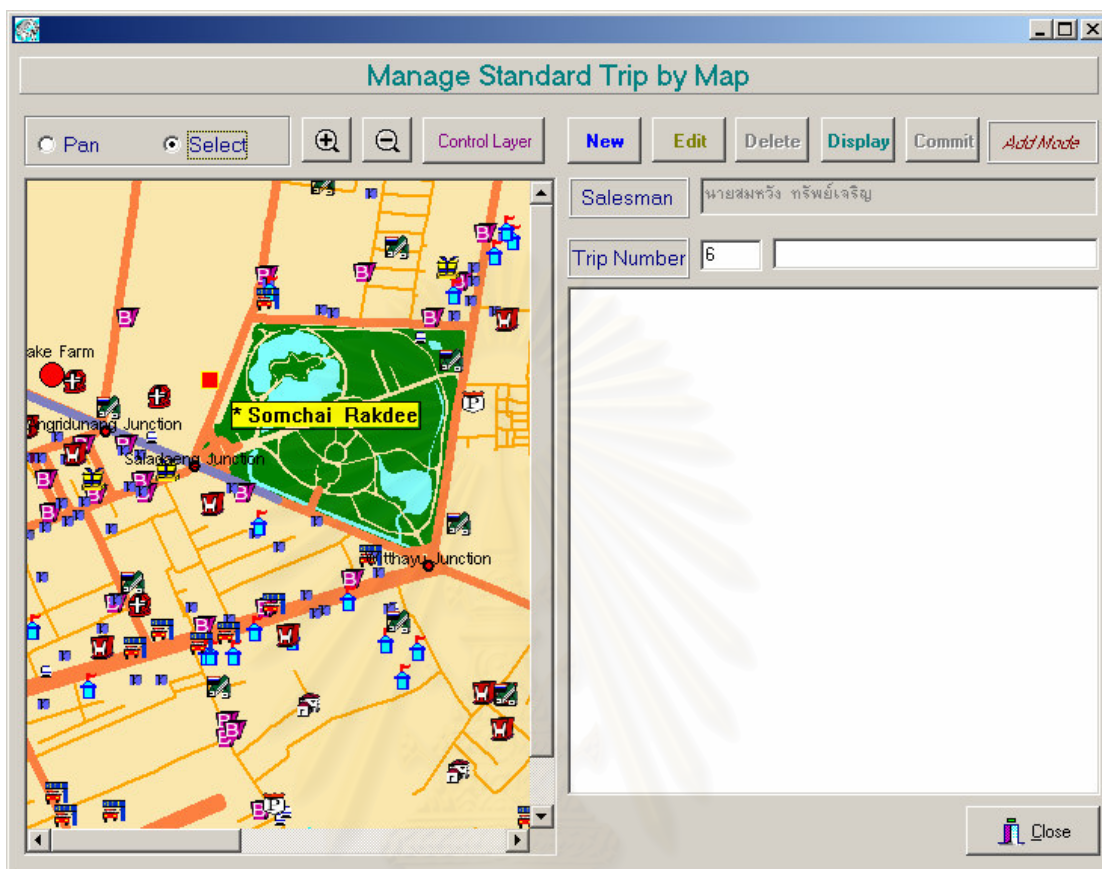 Manage Standard Trip by Map
Pan
Select
Control Layer
New
Edit
Delete
Display
Commit
Add Mode
Salesman
นายสมหวัง ทรัพย์เจริญ
Trip Number
6
ake Farm
* Somchai Rakdee
Angridunang Junction
Saladaeng Junction
Witthayu Junction
Close